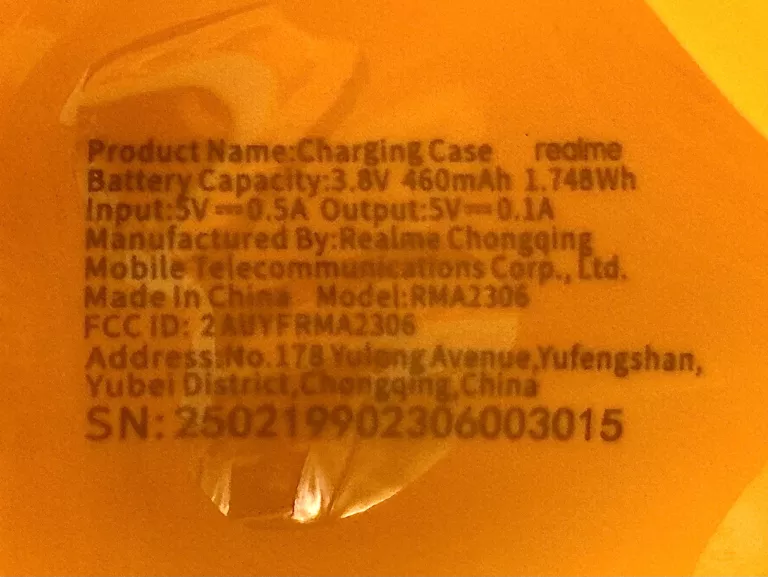 Product Name:Charging Case realme
Battery Capacity:3.8V 460mAh 1.748Wh
Input:5V⎓0.5A Output:5V⎓0.1A
Manufactured By:Realme Chongqing
Mobile Telecommunications Corp., Ltd.
Made In China Model:RMA2306
FCC ID: 2AUYFRMA2306
Address:No.178 Yulong Avenue,Yufengshan,
Yubei District,Chongqing,China
SN: 250219902306003015